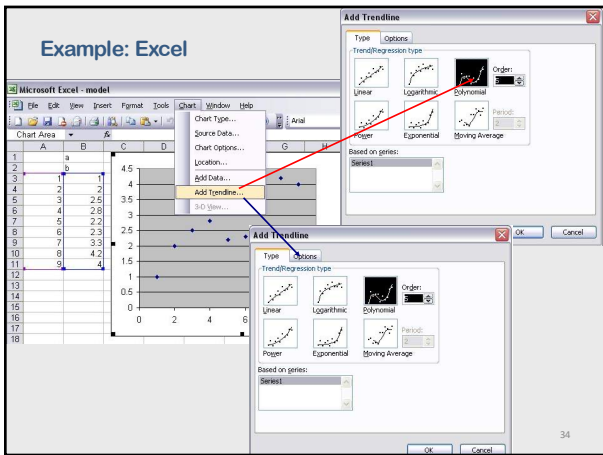 Example: Excel
Microsoft Excel - model
File Edit View Insert Format Tools Chart Window Help
Arial
Chart Area
Chart Type...
Source Data...
Chart Options...
Location...
Add Data...
Add Trendline...
3-D View...
A B C D G H
1 a
2 b
3 1 1
4 2 2
5 3 2.5
6 4 2.8
7 5 2.2
8 6 2.3
9 7 3.3
10 8 4.2
11 9 4
12
13
14
15
16
17
18
4.5
4
3.5
3
2.5
2
1.5
1
0.5
0
0 2 4 6
Add Trendline
Type Options
Trend/Regression type
Order:
Linear Logarithmic Polynomial
Period:
2
Power Exponential Moving Average
Based on series:
Series1
OK Cancel
Add Trendline
Type Options
Trend/Regression type
Order:
Linear Logarithmic Polynomial
Period:
2
Power Exponential Moving Average
Based on series:
Series1
OK Cancel
34